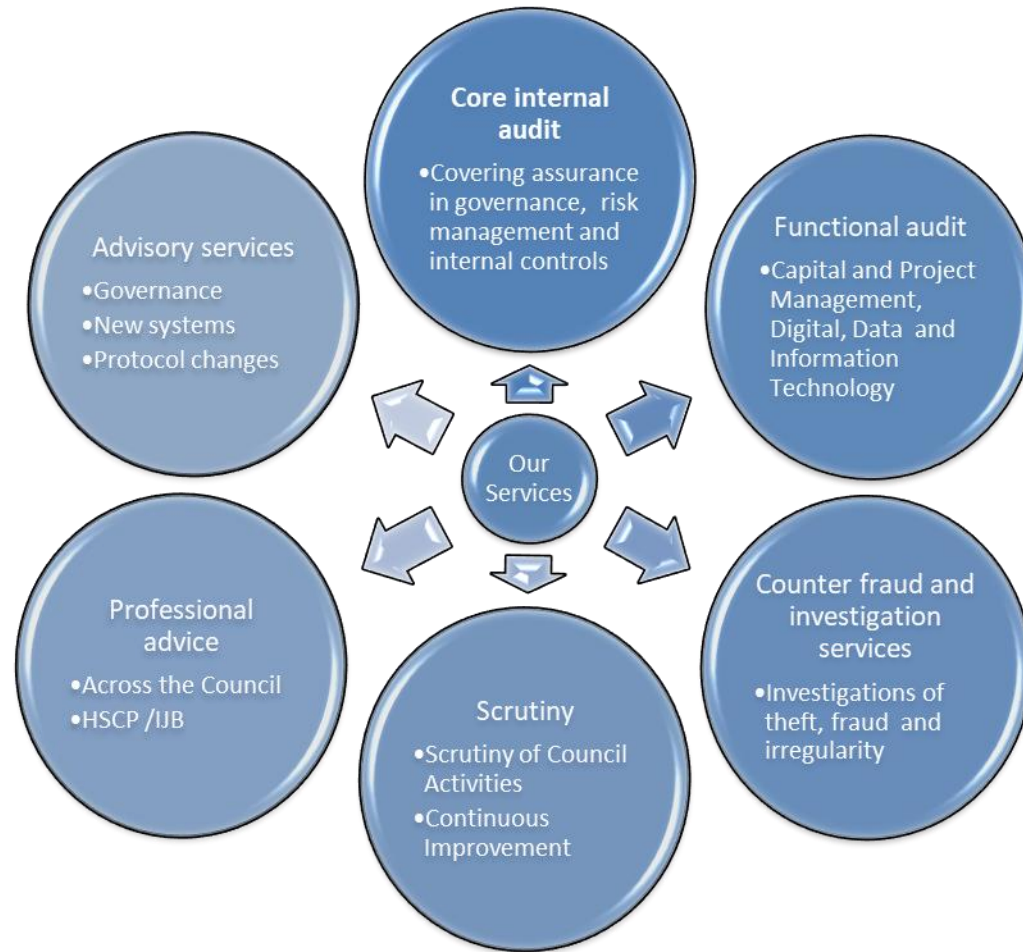 Core internal
audit
•Covering assurance
in governance, risk
management and
internal controls
Functional audit
•Capital and Project
Management,
Digital, Data and
Information
Technology
Counter fraud and
investigation
services
•Investigations of
theft, fraud and
irregularity
Scrutiny
•Scrutiny of Council
Activities
•Continuous
Improvement
Professional
advice
•Across the Council
•HSCP /IJB
Advisory services
•Governance
•New systems
•Protocol changes
Our
Services